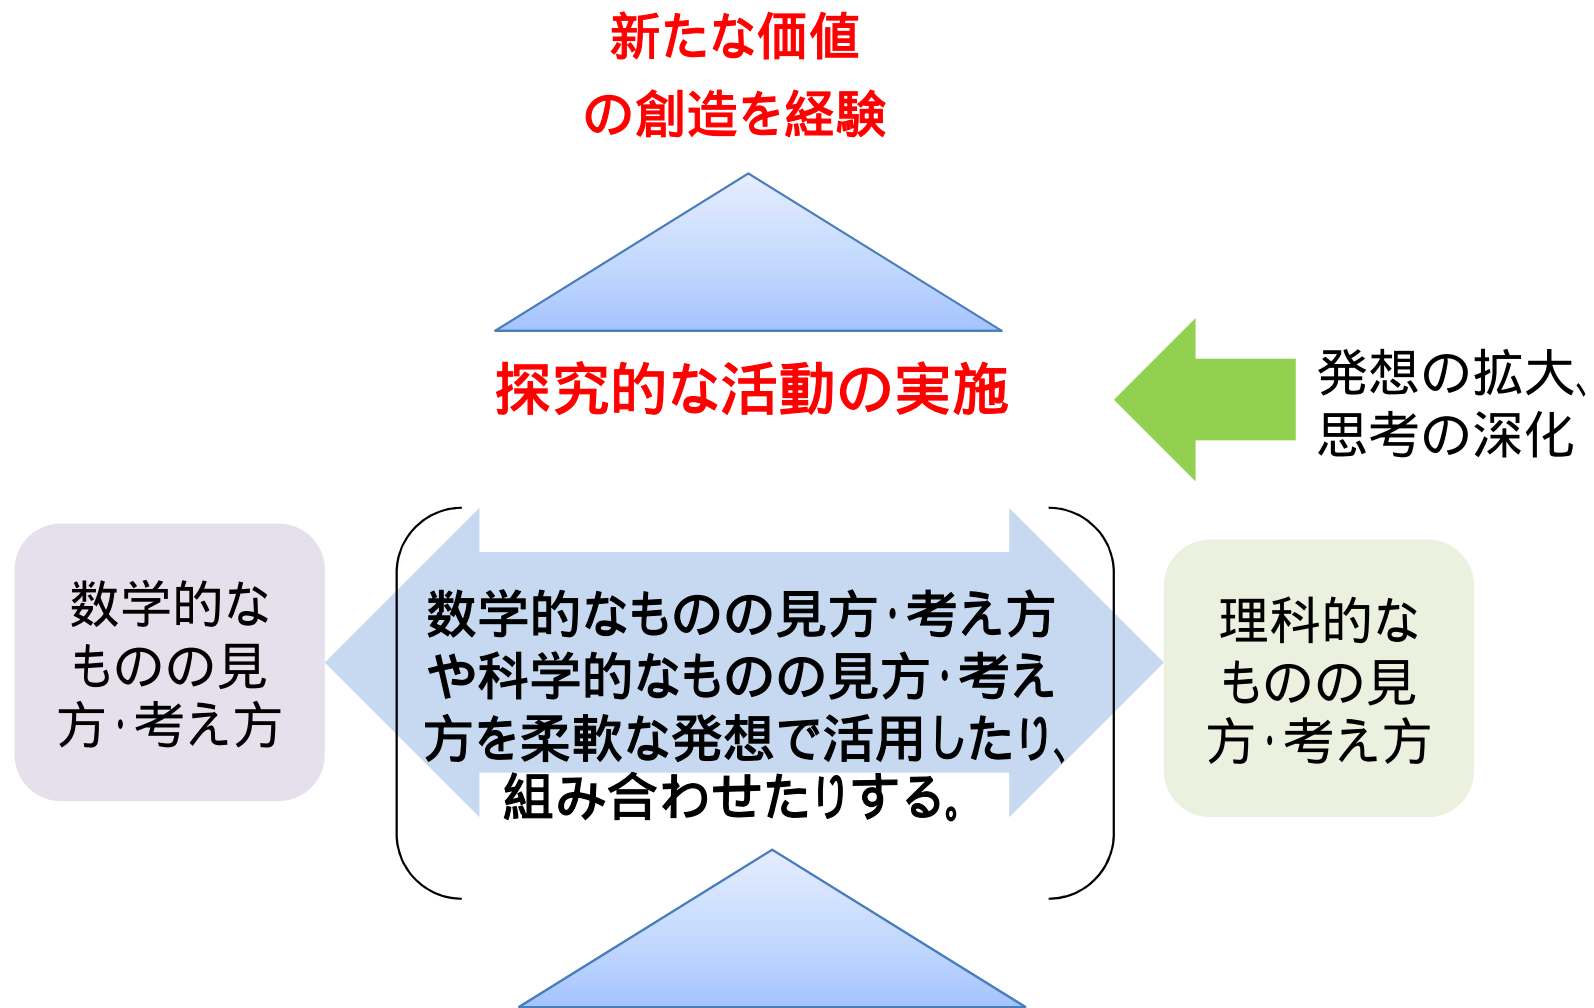 新たな価値
の創造を経験
探究的な活動の実施
発想の拡大、
思考の深化
数学的な
ものの見
方・考え方
数学的なものの見方・考え方
や科学的なものの見方・考え
方を柔軟な発想で活用したり、
組み合わせたりする。
理科的な
ものの見
方・考え方